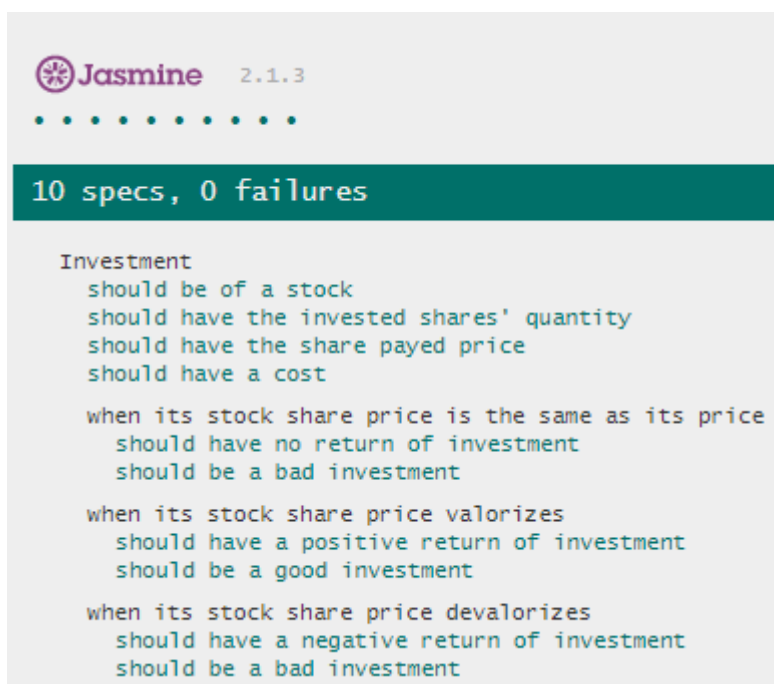 Jasmine 2.1.3
10 specs, 0 failures
Investment
should be of a stock
should have the invested shares' quantity
should have the share payed price
should have a cost
when its stock share price is the same as its price
should have no return of investment
should be a bad investment
when its stock share price valorizes
should have a positive return of investment
should be a good investment
when its stock share price devalorizes
should have a negative return of investment
should be a bad investment